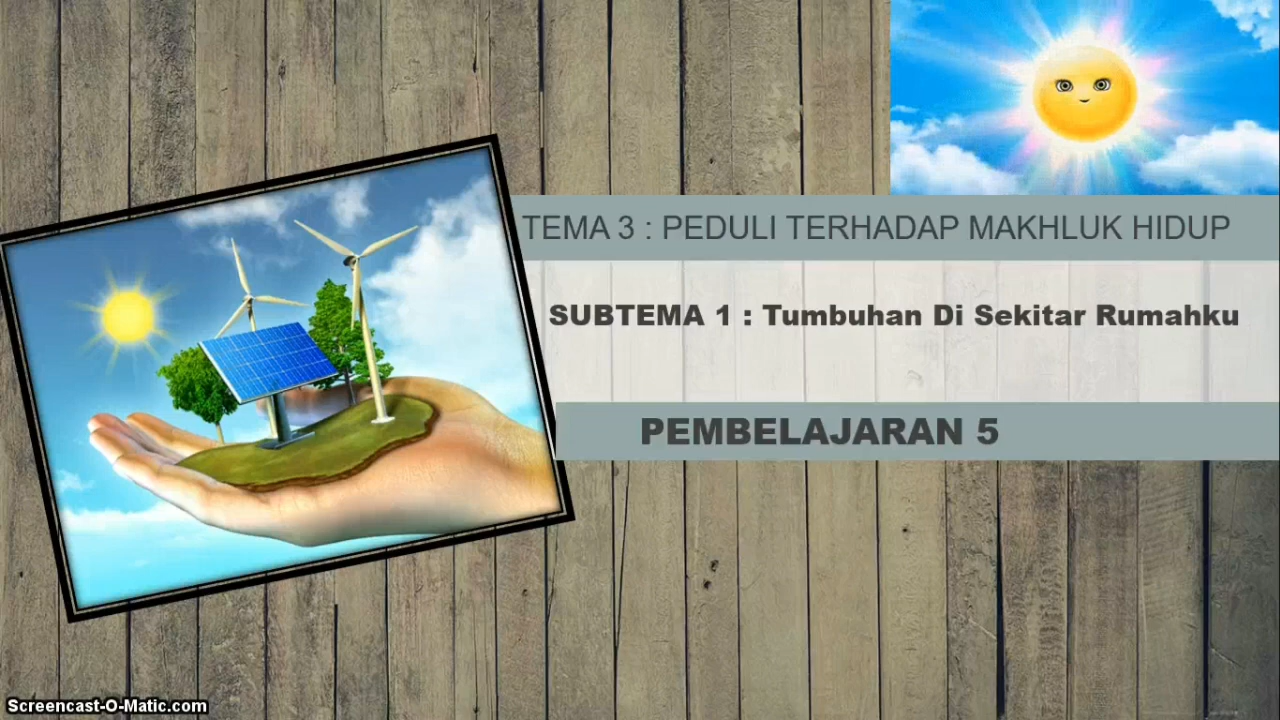 TEMA 3 : PEDULI TERHADAP MAKHLUK HIDUP
SUBTEMA 1 : Tumbuhan Di Sekitar Rumahku
PEMBELAJARAN 5
Screencast-O-Matic.com